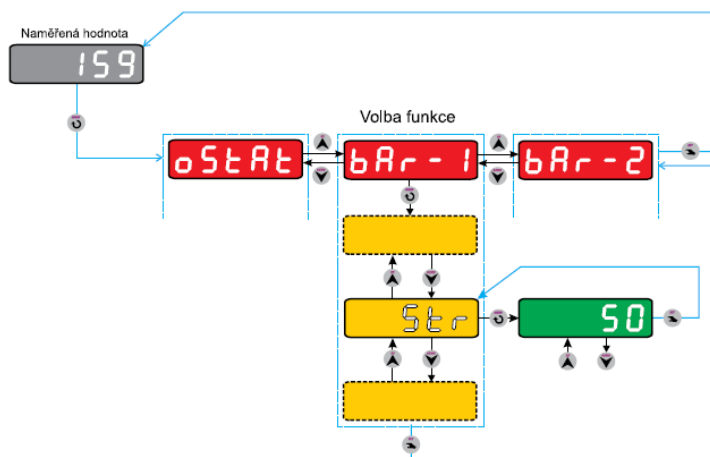 Naměřená hodnota
159
Volba funkce
oStAt
bAr-1
bAr-2
Str
50